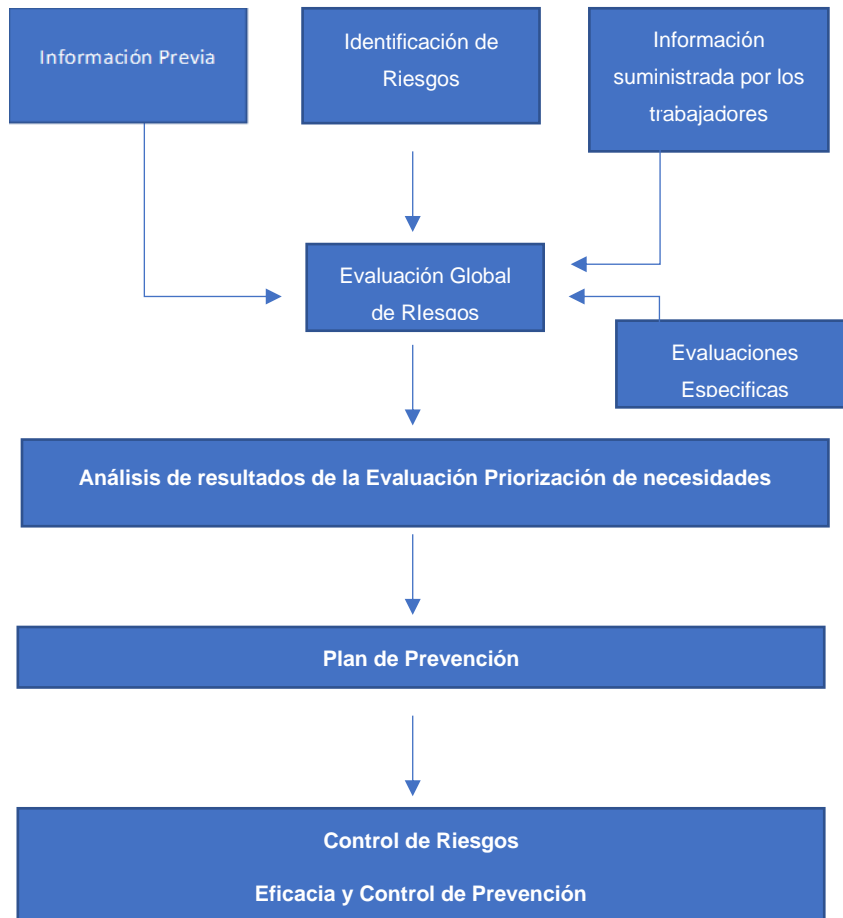 Información Previa
Identificación de
Riesgos
Información
suministrada por los
trabajadores
Evaluación Global
de RIesgos
Evaluaciones
Especificas
Análisis de resultados de la Evaluación Priorización de necesidades
Plan de Prevención
Control de Riesgos
Eficacia y Control de Prevención